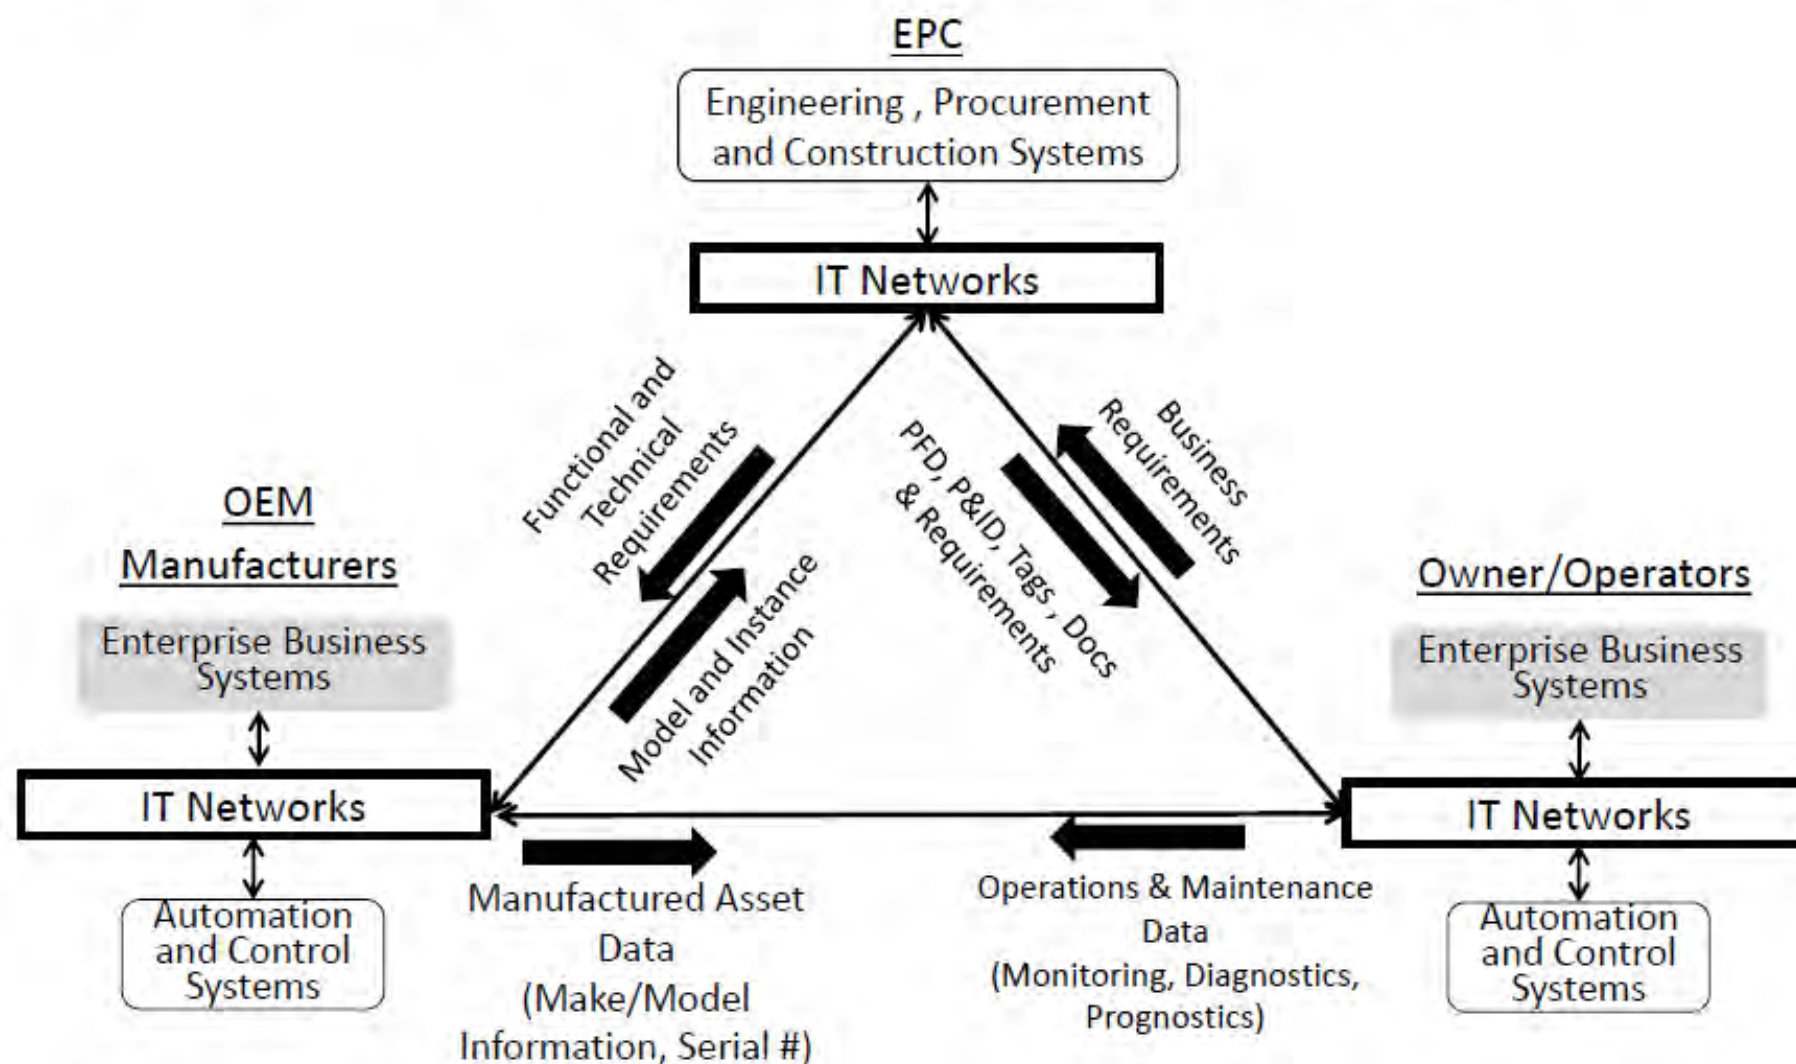 EPC
Engineering , Procurement
and Construction Systems
IT Networks
Functional and
Technical
Requirements
Model and Instance
Information
Business
Requirements
PFD, P&ID, Tags , Docs
& Requirements
OEM
Manufacturers
Enterprise Business
Systems
IT Networks
Automation
and Control
Systems
Owner/Operators
Enterprise Business
Systems
IT Networks
Automation
and Control
Systems
Manufactured Asset
Data
(Make/Model
Information, Serial #)
Operations & Maintenance
Data
(Monitoring, Diagnostics,
Prognostics)